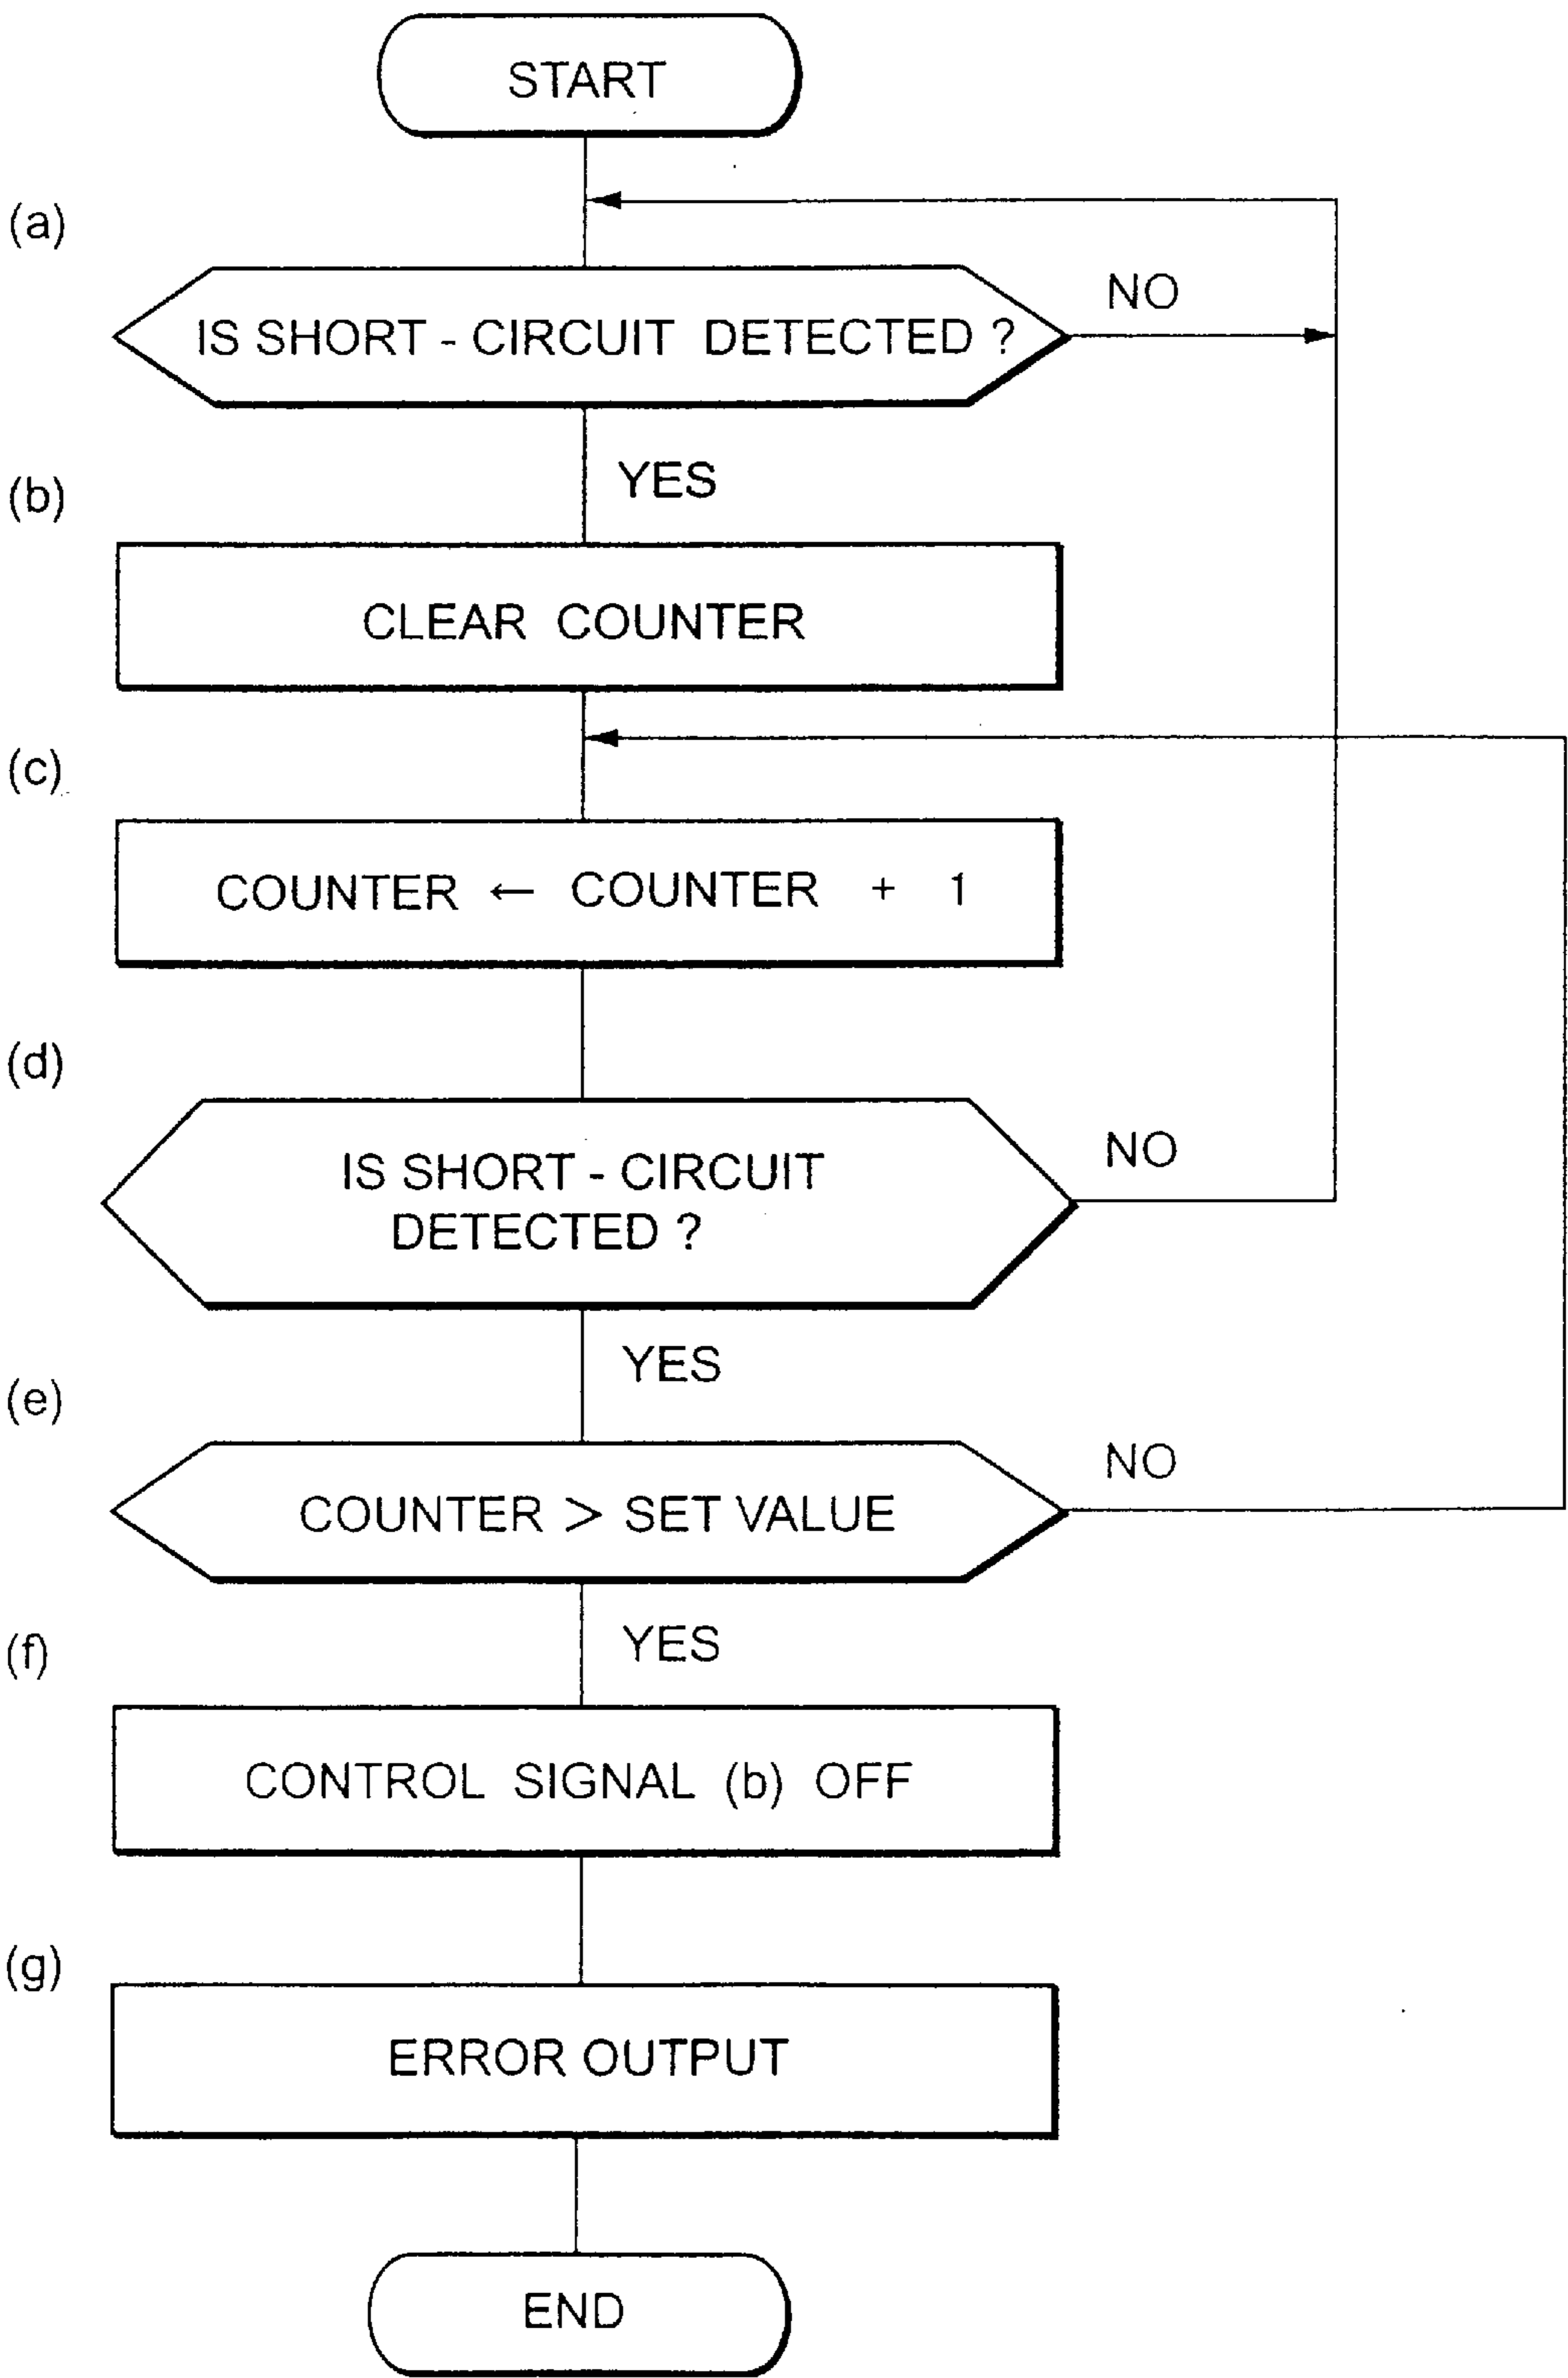 START
(a)
IS SHORT - CIRCUIT DETECTED ?
NO
YES
(b)
CLEAR COUNTER
(c)
COUNTER ← COUNTER + 1
(d)
IS SHORT - CIRCUIT
DETECTED ?
NO
YES
(e)
COUNTER > SET VALUE
NO
YES
(f)
CONTROL SIGNAL (b) OFF
(g)
ERROR OUTPUT
END